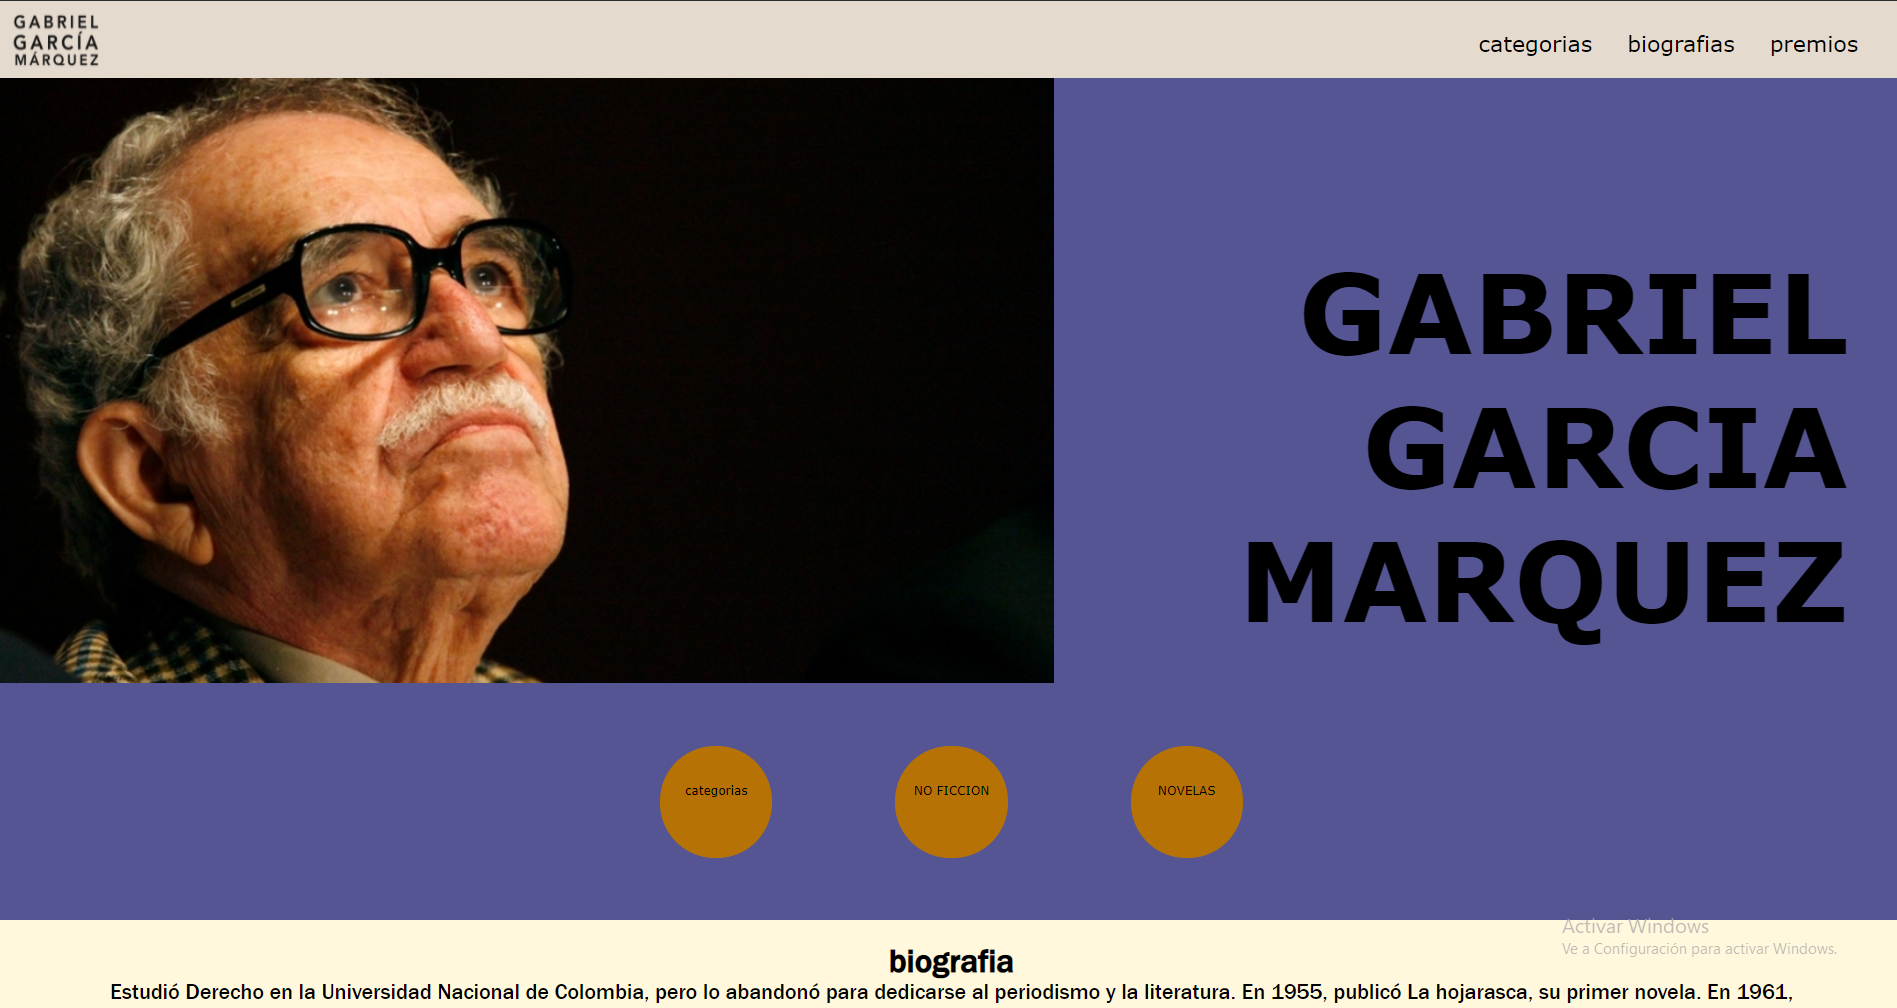 GABRIEL
GARCÍA
MÁRQUEZ
categorias biografias premios
GABRIEL
GARCIA
MARQUEZ
categorias
NO FICCION
NOVELAS
Activar Windows
Ve a Configuración para activar Windows.
biografia
Estudió Derecho en la Universidad Nacional de Colombia, pero lo abandonó para dedicarse al periodismo y la literatura. En 1955, publicó La hojarasca, su primer novela. En 1961,